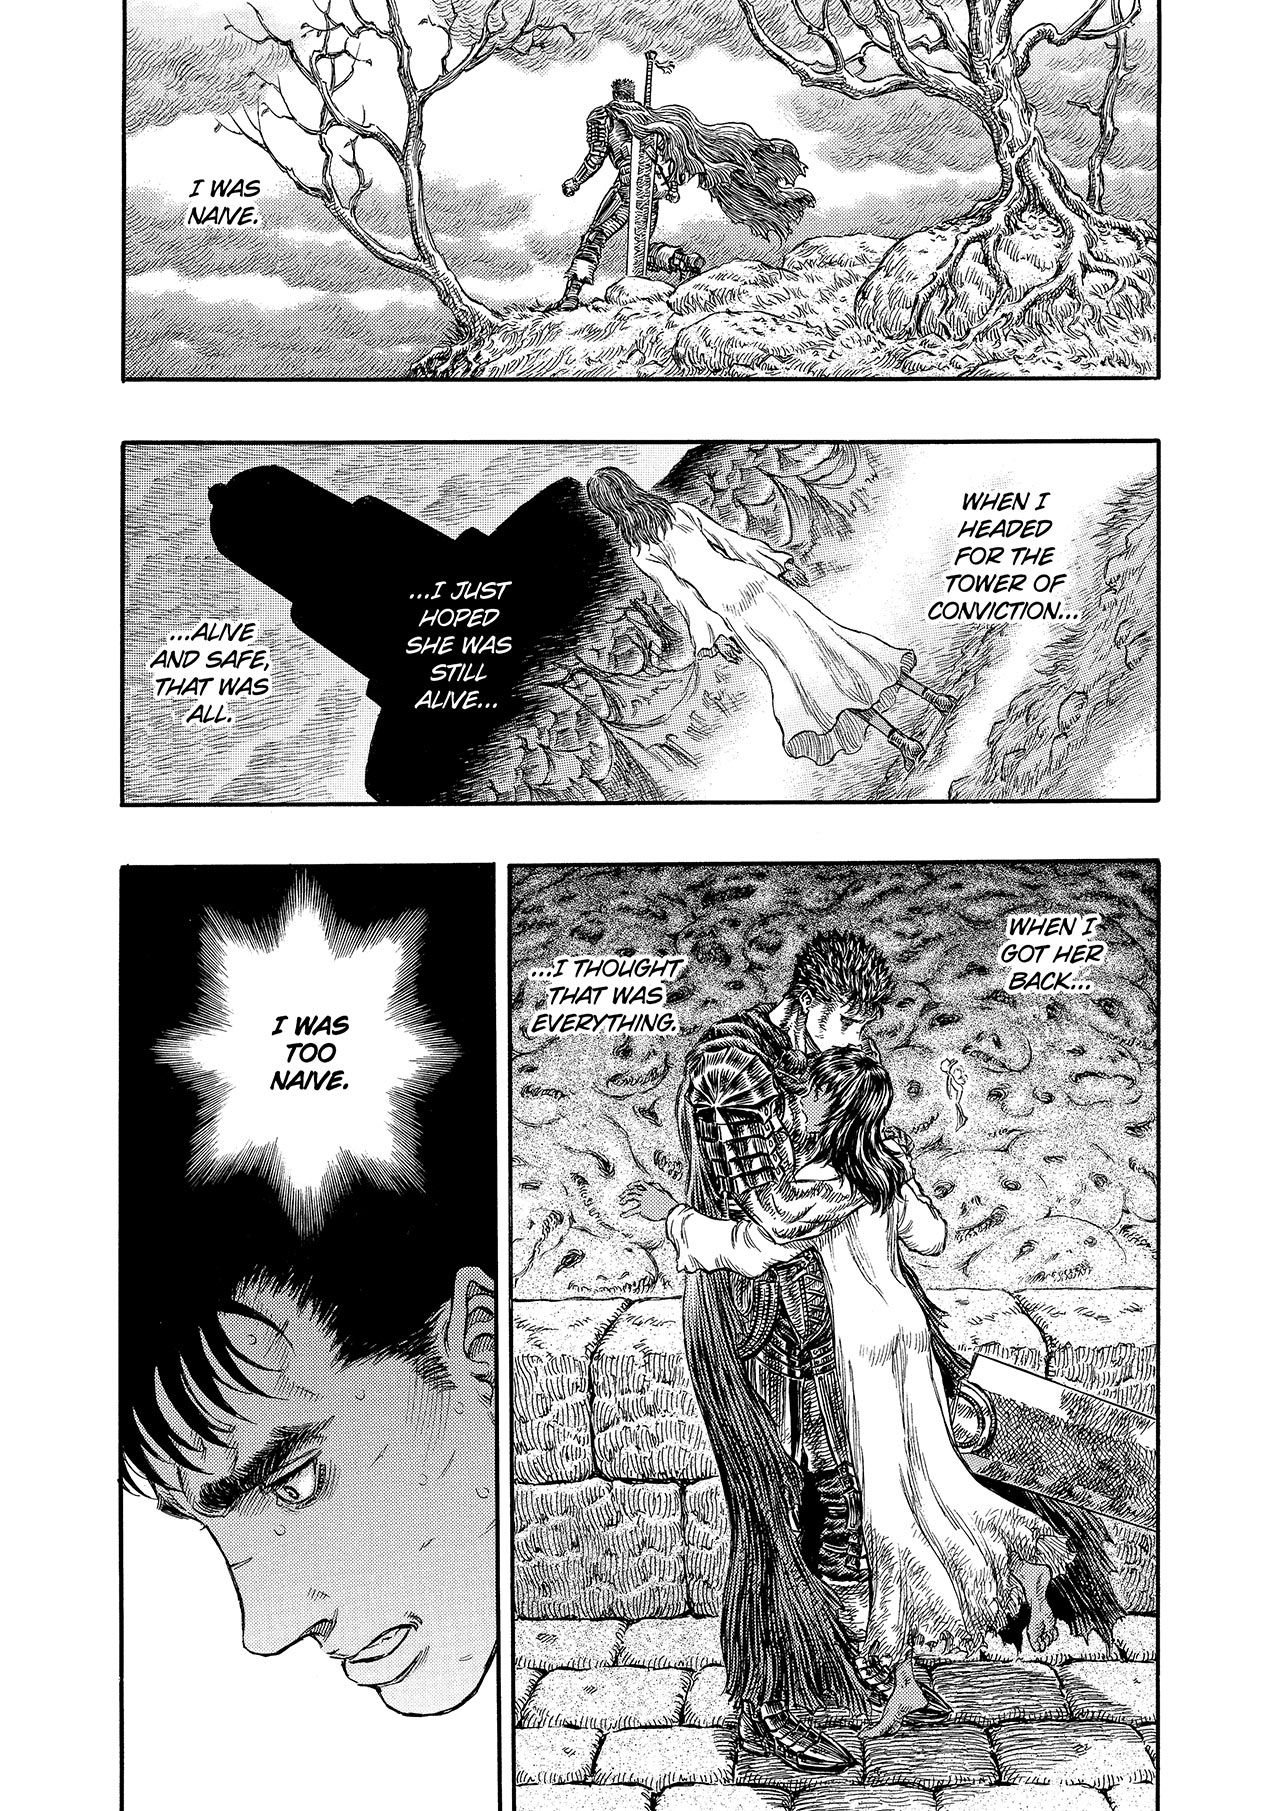 I WAS
NAIVE.
WHEN I
HEADED
FOR THE
TOWER OF
CONVICTION...
...I JUST
HOPED
SHE WAS
STILL
ALIVE...
...ALIVE
AND SAFE,
THAT WAS
ALL.
WHEN I
GOT HER
BACK...
...I THOUGHT
THAT WAS
EVERYTHING.
I WAS
TOO
NAIVE.